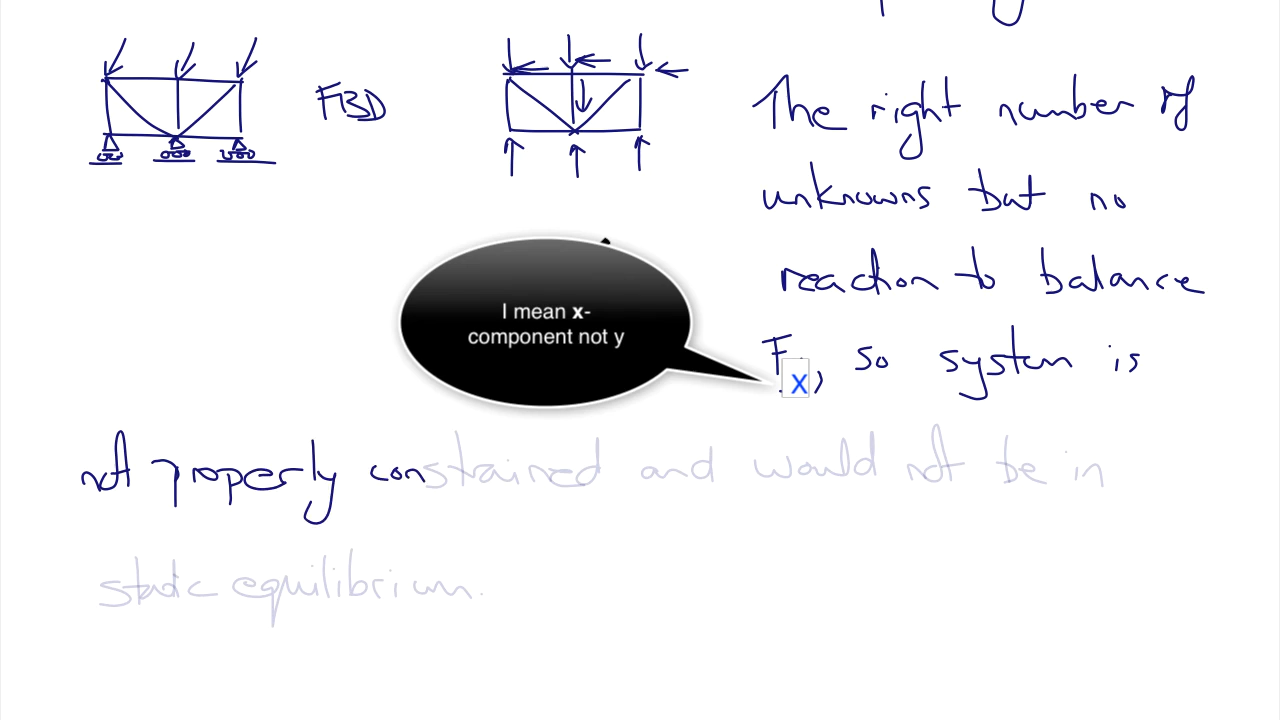 FBD
The right number of
unknowns but no
reaction to balance
Fx, so system is
I mean x-
component not y
not properly constrained and would not be in
static equilibrium.